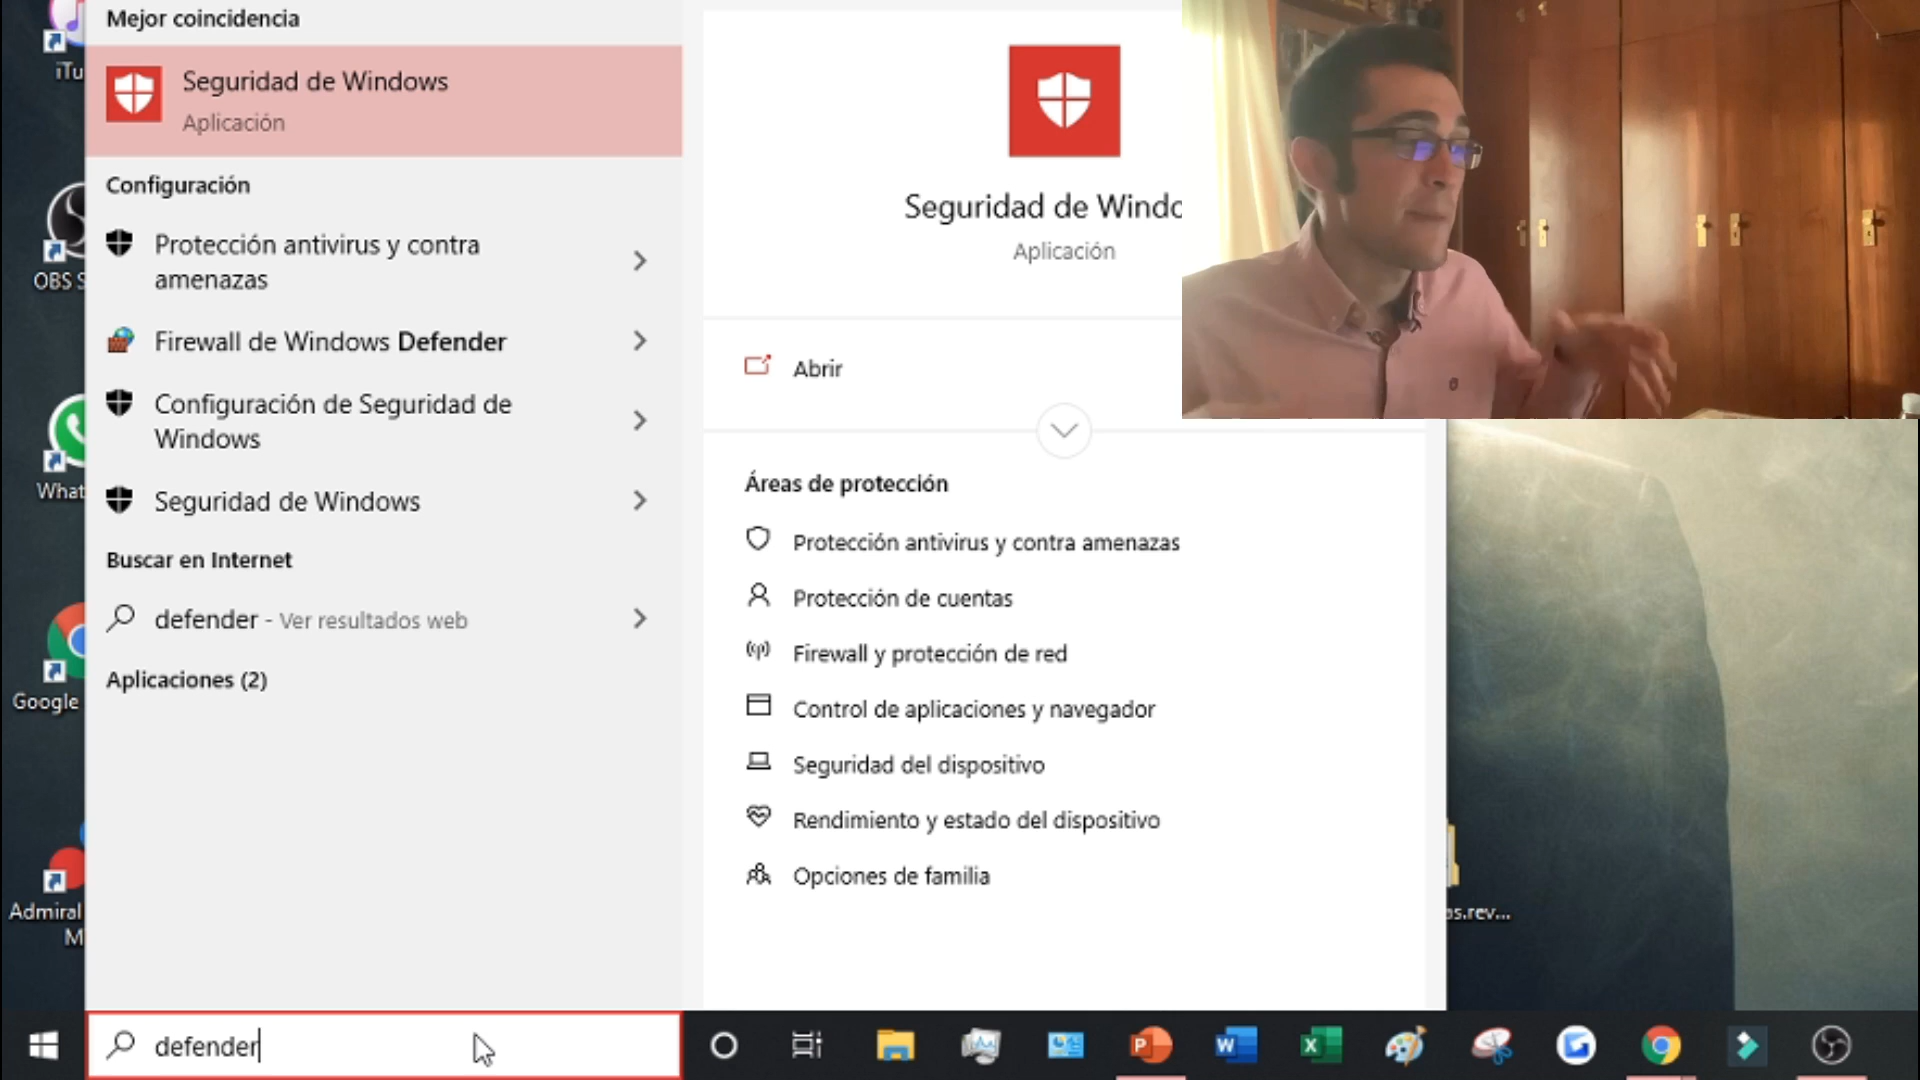 Mejor coincidencia
Seguridad de Windows
Aplicación
Configuración
Protección antivirus y contra
amenazas
Firewall de Windows Defender
Configuración de Seguridad de
Windows
Seguridad de Windows
Buscar en Internet
defender - Ver resultados web
Aplicaciones (2)
defender
Seguridad de Windo
Aplicación
Abrir
Áreas de protección
Protección antivirus y contra amenazas
Protección de cuentas
Firewall y protección de red
Control de aplicaciones y navegador
Seguridad del dispositivo
Rendimiento y estado del dispositivo
Opciones de familia
iTu
OBS S
What
Google
Admiral
M
as.rev...
P
W
X